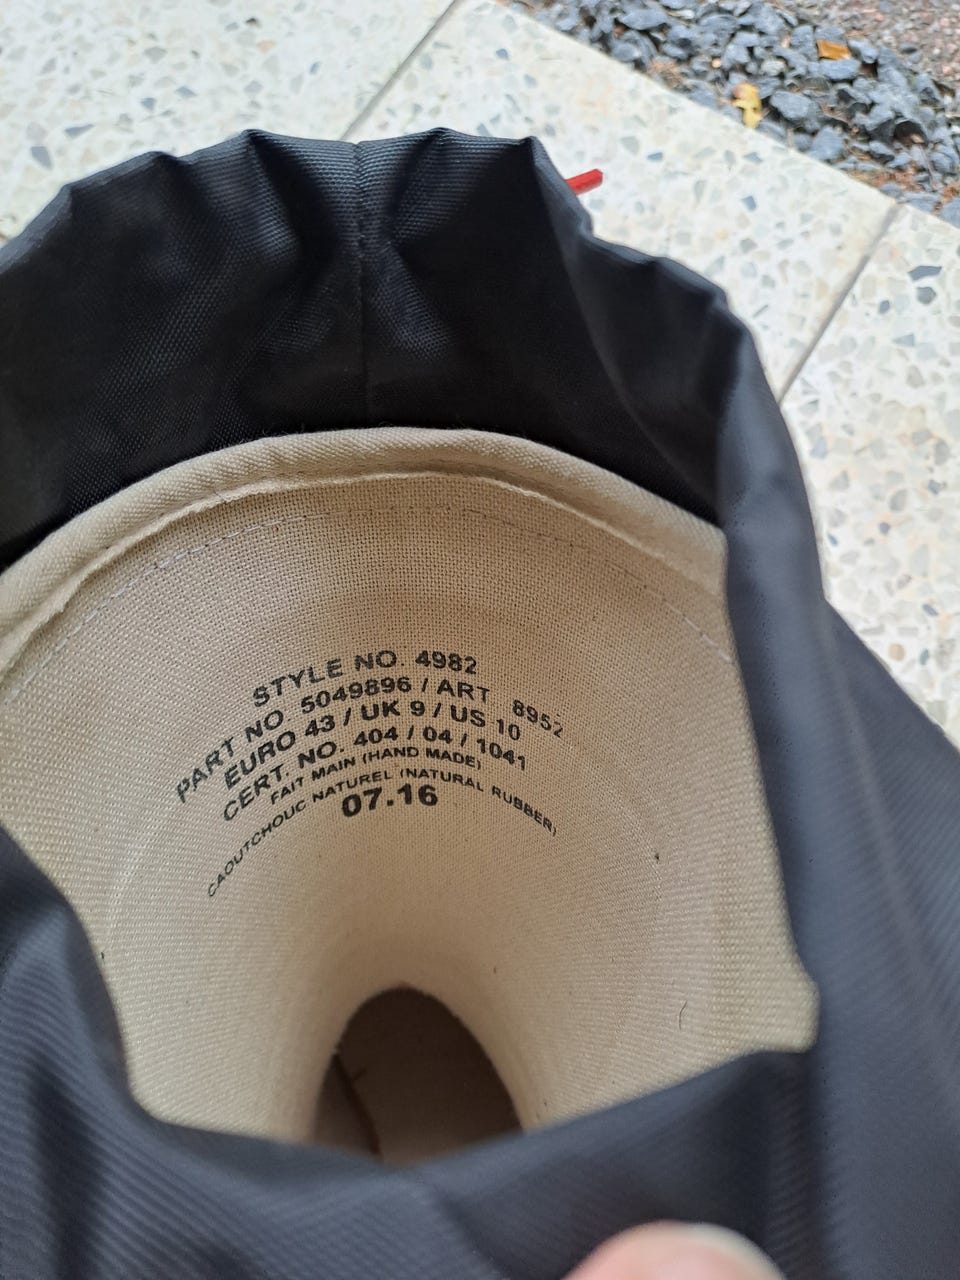 STYLE NO. 4982
PART NO 5049896 / ART 8952
EURO 43 / UK 9 / US 10
CERT. NO. 404 / 04 / 1041
FAIT MAIN (HAND MADE)
CAOUTCHOUC NATUREL (NATURAL RUBBER)
07.16